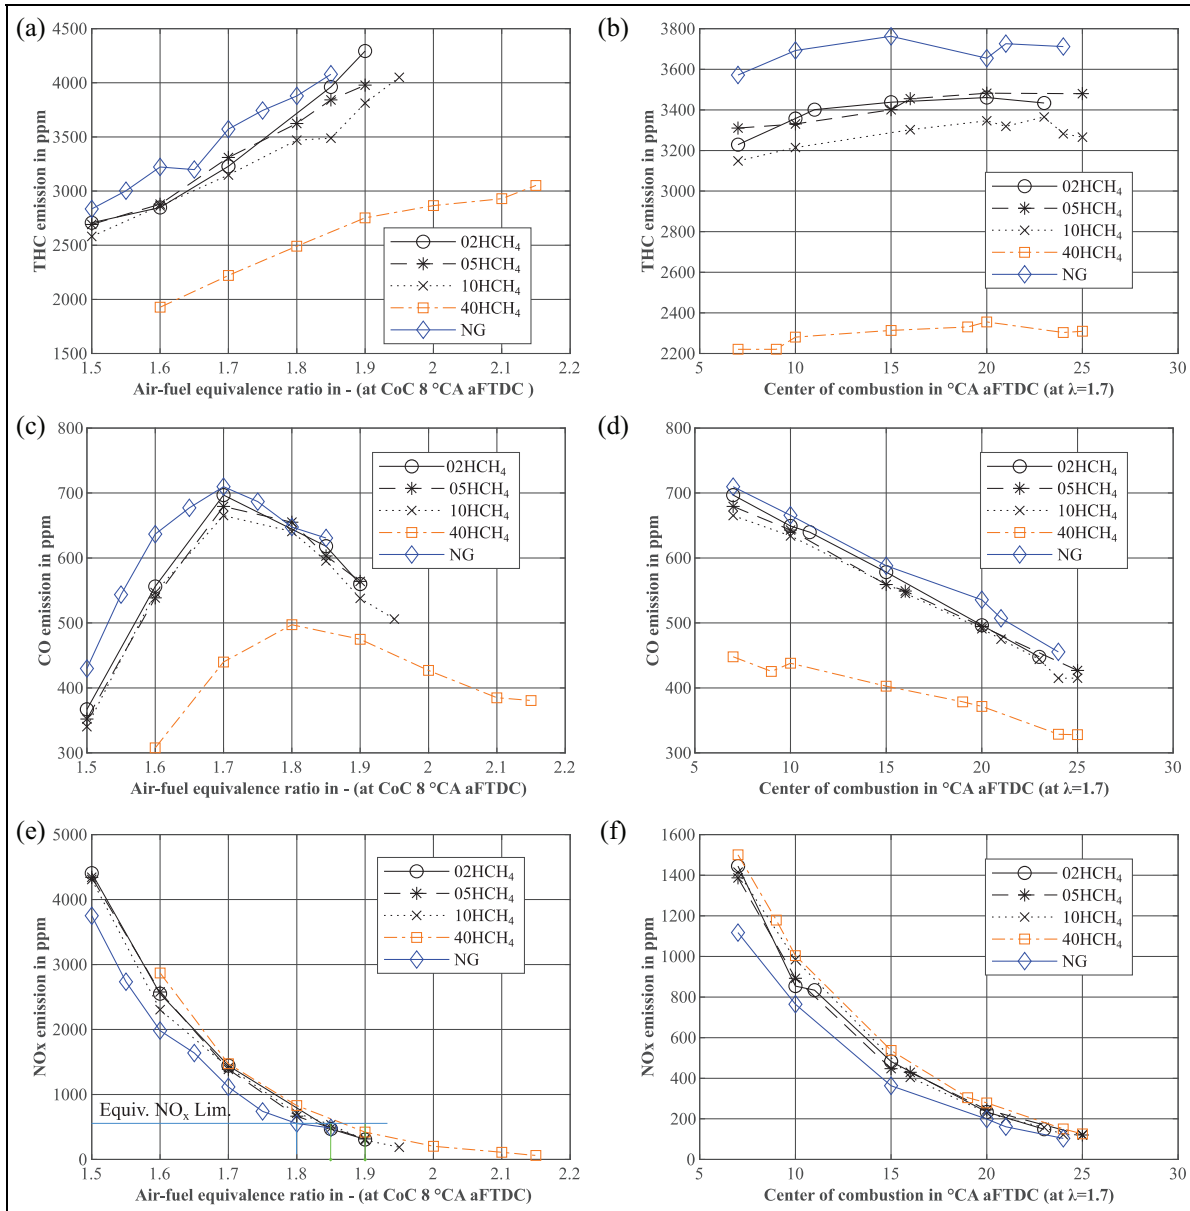 (a)
4500
4000
3500
3000
2500
2000
1500
THC emission in ppm
02HCH₄
05HCH₄
10HCH₄
40HCH₄
NG
1.5 1.6 1.7 1.8 1.9 2 2.1 2.2
Air-fuel equivalence ratio in - (at CoC 8 °CA aFTDC )
(b)
3800
3600
3400
3200
3000
2800
2600
2400
2200
THC emission in ppm
02HCH₄
05HCH₄
10HCH₄
40HCH₄
NG
5 10 15 20 25 30
Center of combustion in °CA aFTDC (at λ=1.7)
(c)
800
700
600
500
400
300
CO emission in ppm
02HCH₄
05HCH₄
10HCH₄
40HCH₄
NG
1.5 1.6 1.7 1.8 1.9 2 2.1 2.2
Air-fuel equivalence ratio in - (at CoC 8 °CA aFTDC)
(d)
800
700
600
500
400
300
CO emission in ppm
02HCH₄
05HCH₄
10HCH₄
40HCH₄
NG
5 10 15 20 25 30
Center of combustion in °CA aFTDC (at λ=1.7)
(e)
5000
4000
3000
2000
1000
0
NOx emission in ppm
02HCH₄
05HCH₄
10HCH₄
40HCH₄
NG
Equiv. NOₓ Lim.
1.5 1.6 1.7 1.8 1.9 2 2.1 2.2
Air-fuel equivalence ratio in - (at CoC 8 °CA aFTDC)
(f)
1600
1400
1200
1000
800
600
400
200
0
NOx emission in ppm
02HCH₄
05HCH₄
10HCH₄
40HCH₄
NG
5 10 15 20 25 30
Center of combustion in °CA aFTDC (at λ=1.7)